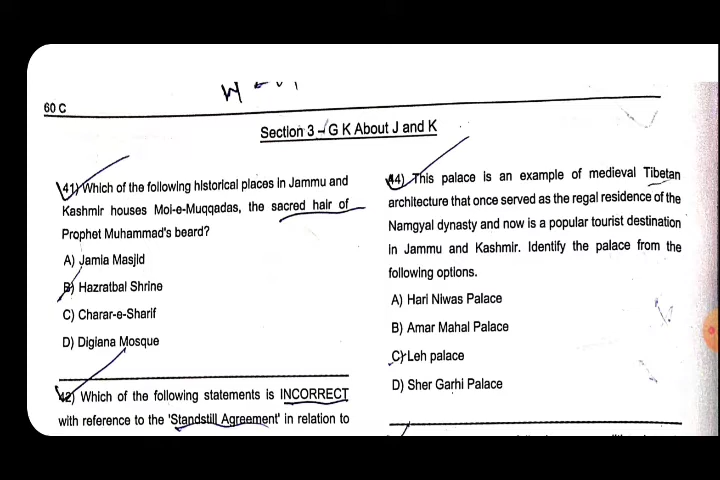 60 C
Section 3 – G K About J and K
41) Which of the following historical places in Jammu and
Kashmir houses Moi-e-Muqqadas, the sacred hair of
Prophet Muhammad's beard?
A) Jamia Masjid
B) Hazratbal Shrine
C) Charar-e-Sharif
D) Digiana Mosque
42) Which of the following statements is INCORRECT
with reference to the 'Standstill Agreement' in relation to
44) This palace is an example of medieval Tibetan
architecture that once served as the regal residence of the
Namgyal dynasty and now is a popular tourist destination
in Jammu and Kashmir. Identify the palace from the
following options.
A) Hari Niwas Palace
B) Amar Mahal Palace
C) Leh palace
D) Sher Garhi Palace